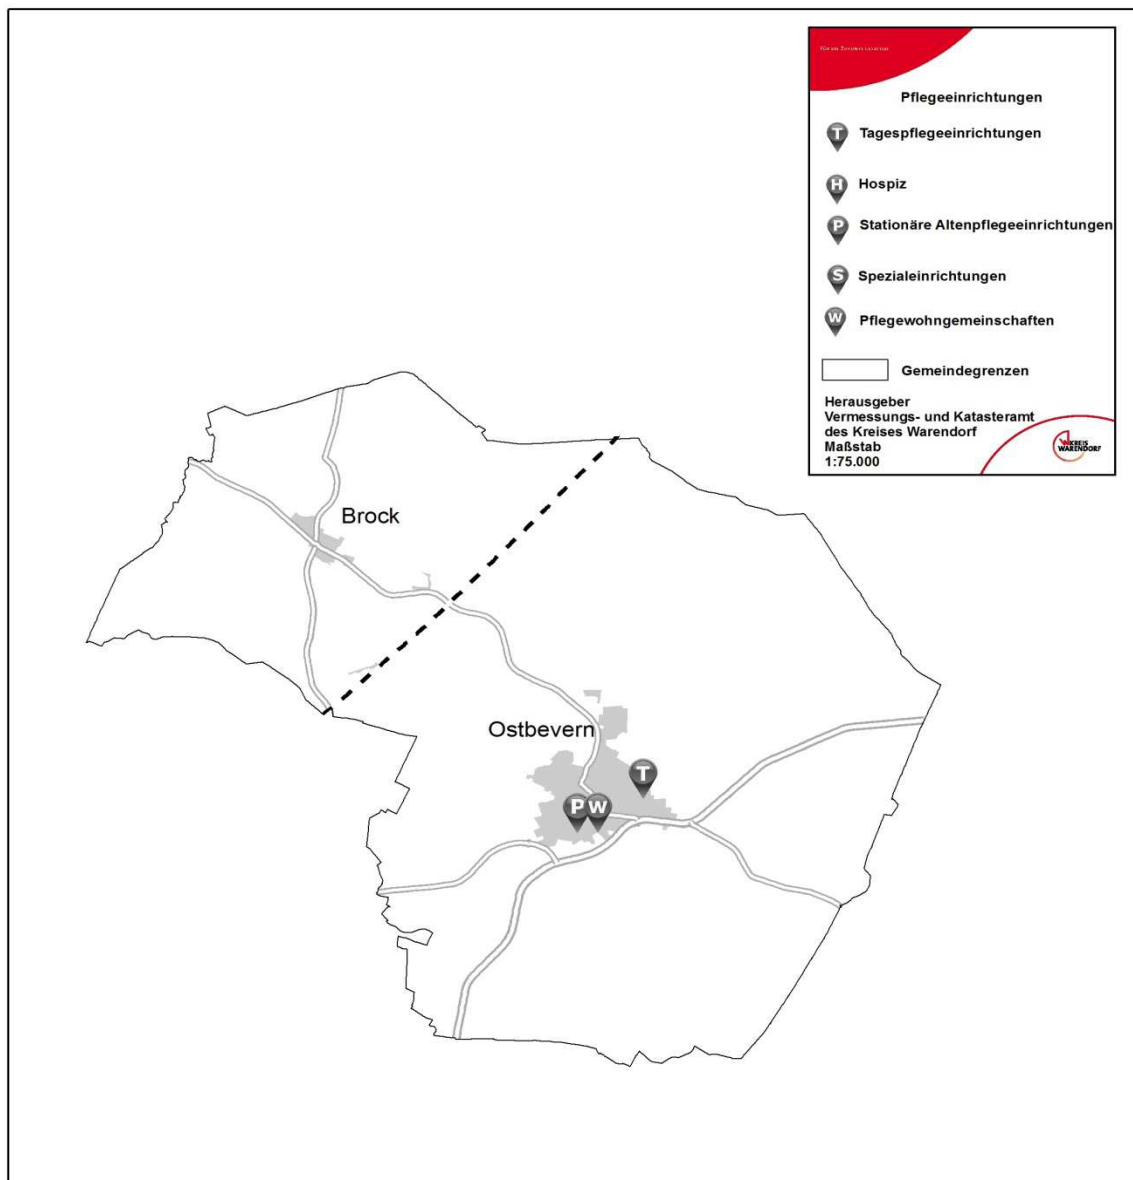 Pflegeeinrichtungen
T Tagespflegeeinrichtungen
H Hospiz
P Stationäre Altenpflegeeinrichtungen
S Spezialeinrichtungen
W Pflegewohngemeinschaften
Gemeindegrenzen
Herausgeber
Vermessungs- und Katasteramt
des Kreises Warendorf
Maßstab
1:75.000
KREIS
WARENDORF
Brock
Ostbevern
T
P W